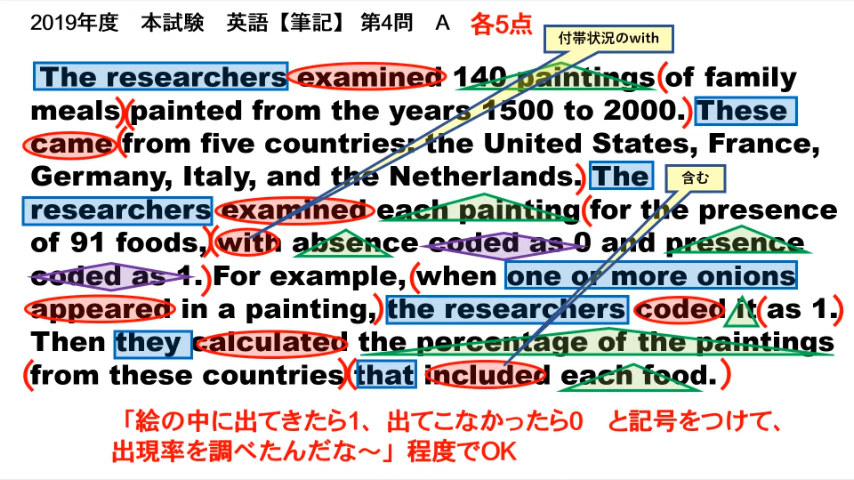 2019年度 本試験 英語【筆記】 第4問 A 各5点
付帯状況のwith
The researchers examined 140 paintings (of family
meals)(painted from the years 1500 to 2000.) These
came (from five countries: the United States, France,
Germany, Italy, and the Netherlands.) The
含む
researchers examined each painting (for the presence
of 91 foods,)(with absence coded as 0 and presence
coded as 1.) For example, (when one or more onions
appeared in a painting,) the researchers coded it (as 1.)
Then they calculated the percentage of the paintings
(from these countries)(that included each food.)
「絵の中に出てきたら1、出てこなかったら0 と記号をつけて、
出現率を調べたんだな~」程度でOK